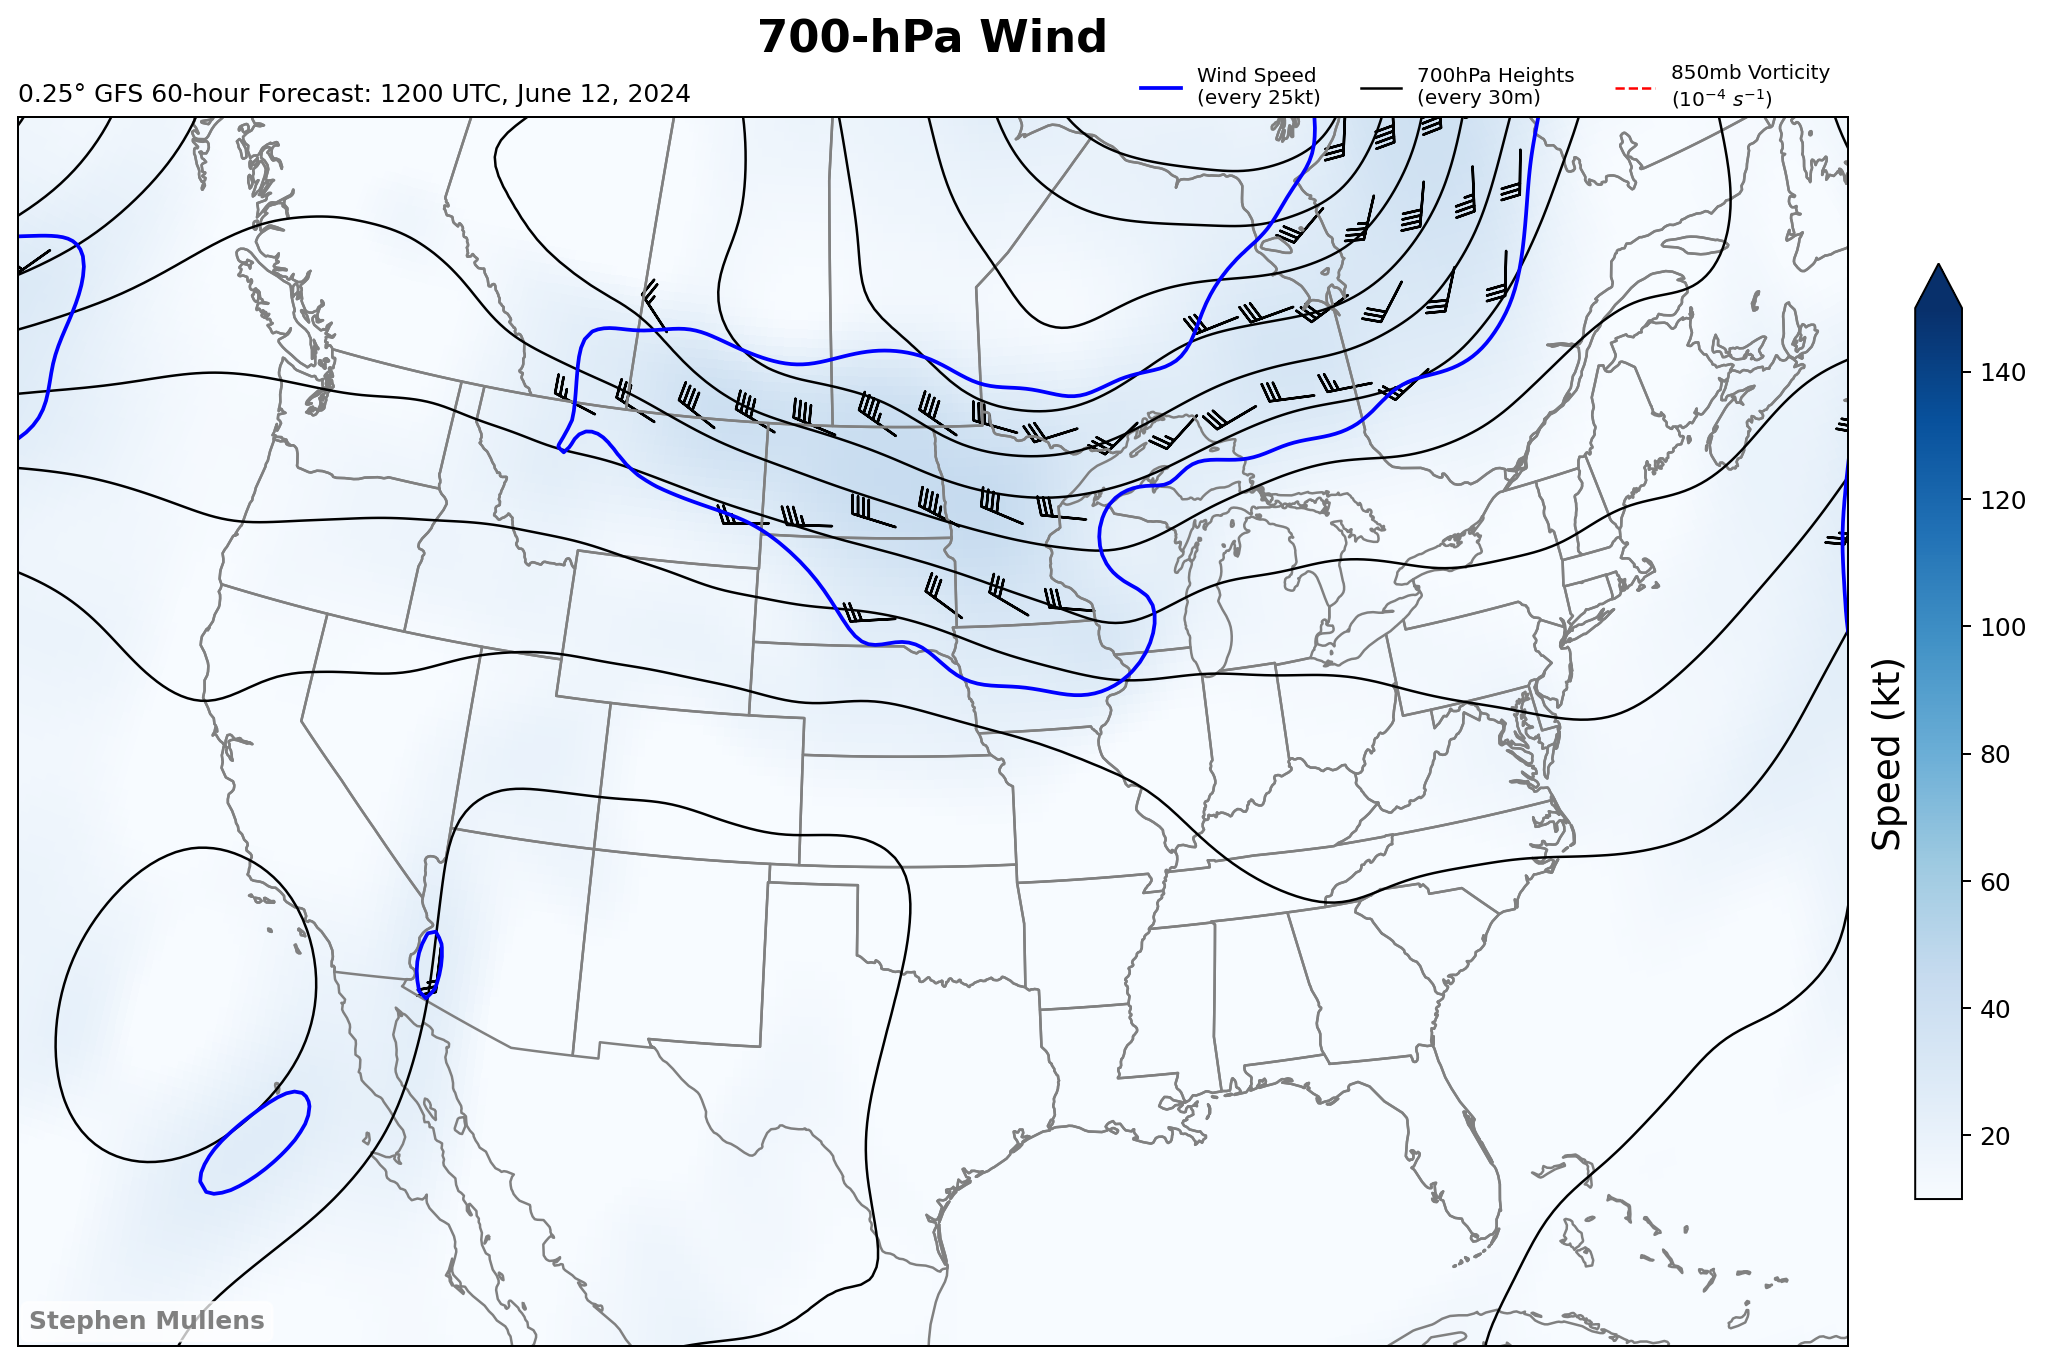 700-hPa Wind
0.25° GFS 60-hour Forecast: 1200 UTC, June 12, 2024
Wind Speed
(every 25kt)
700hPa Heights
(every 30m)
850mb Vorticity
(10⁻⁴ s⁻¹)
140
120
100
80
60
40
20
Speed (kt)
Stephen Mullens